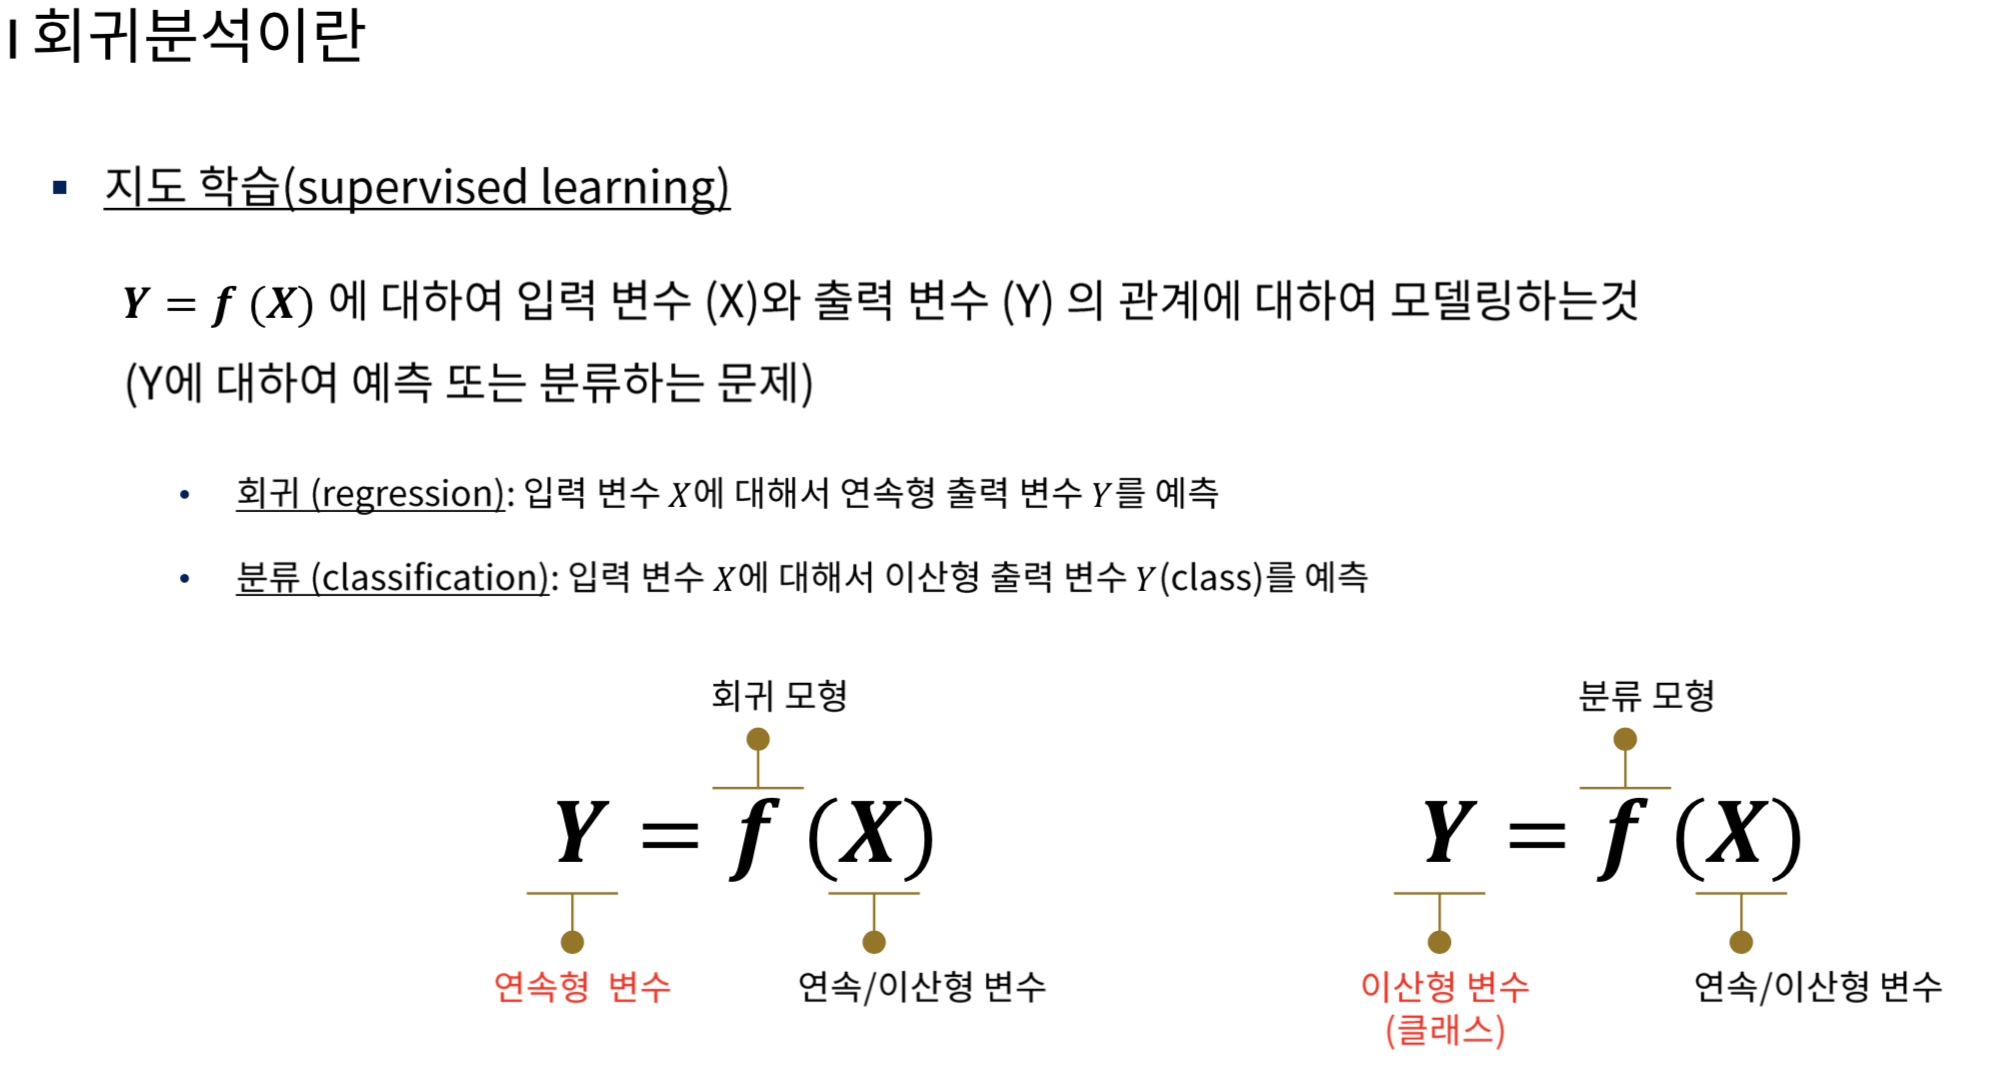 I 회귀분석이란
▪ 지도 학습(supervised learning)
Y = f (X) 에 대하여 입력 변수 (X)와 출력 변수 (Y) 의 관계에 대하여 모델링하는것
(Y에 대하여 예측 또는 분류하는 문제)
• 회귀 (regression): 입력 변수 X에 대해서 연속형 출력 변수 Y를 예측
• 분류 (classification): 입력 변수 X에 대해서 이산형 출력 변수 Y(class)를 예측
회귀 모형
Y = f (X)
연속형 변수
연속/이산형 변수
분류 모형
Y = f (X)
이산형 변수
(클래스)
연속/이산형 변수